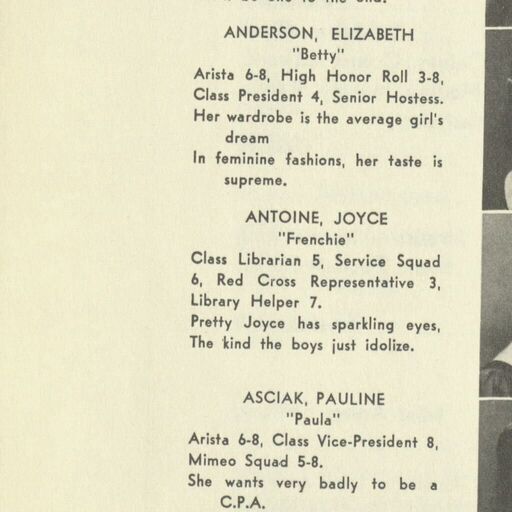 ANDERSON, ELIZABETH
"Betty"
Arista 6-8, High Honor Roll 3-8,
Class President 4, Senior Hostess.
Her wardrobe is the average girl's
dream
In feminine fashions, her taste is
supreme.
ANTOINE, JOYCE
"Frenchie"
Class Librarian 5, Service Squad
6, Red Cross Representative 3,
Library Helper 7.
Pretty Joyce has sparkling eyes,
The kind the boys just idolize.
ASCIAK, PAULINE
"Paula"
Arista 6-8, Class Vice-President 8,
Mimeo Squad 5-8.
She wants very badly to be a
C.P.A.